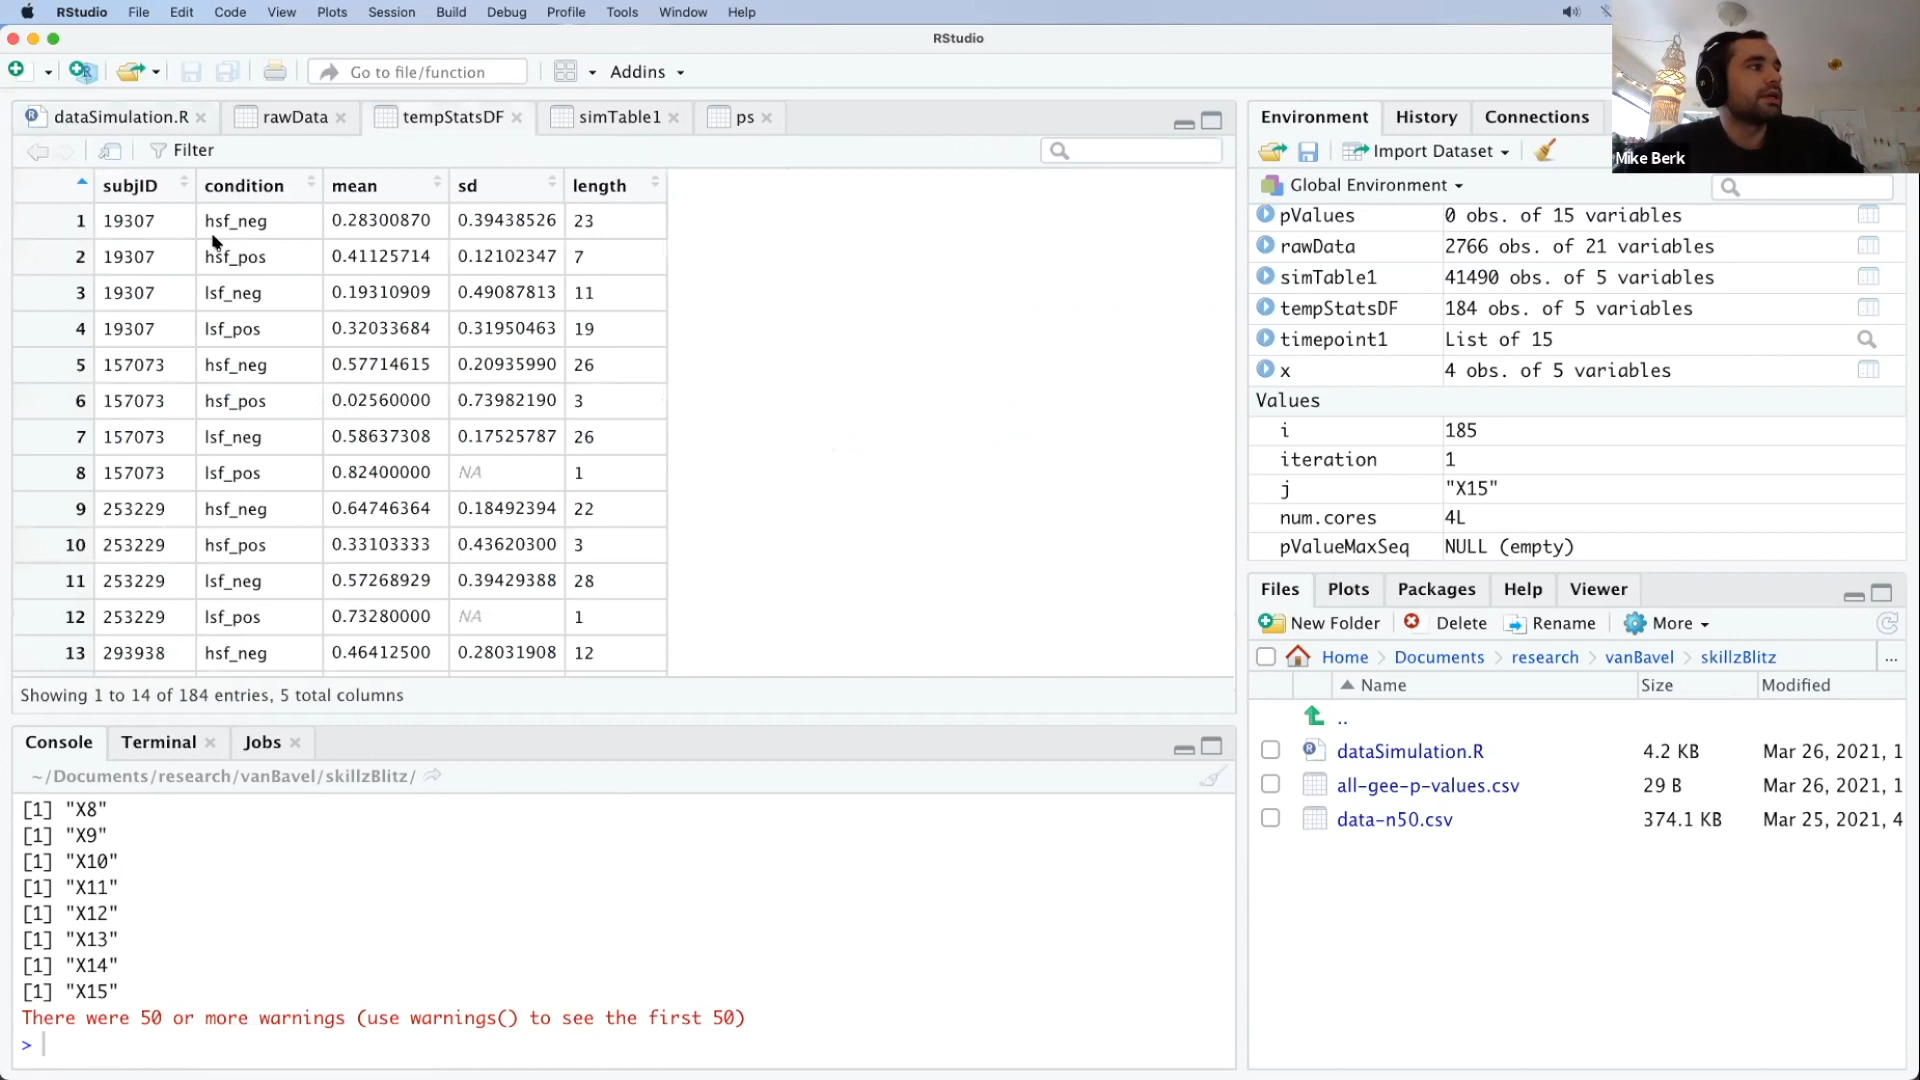 RStudio File Edit Code View Plots Session Build Debug Profile Tools Window Help
RStudio
Go to file/function Addins
Mike Berk
dataSimulation.R rawData tempStatsDF simTable1 ps
Filter
subjID condition mean sd length
1 19307 hsf_neg 0.28300870 0.39438526 23
2 19307 hsf_pos 0.41125714 0.12102347 7
3 19307 lsf_neg 0.19310909 0.49087813 11
4 19307 lsf_pos 0.32033684 0.31950463 19
5 157073 hsf_neg 0.57714615 0.20935990 26
6 157073 hsf_pos 0.02560000 0.73982190 3
7 157073 lsf_neg 0.58637308 0.17525787 26
8 157073 lsf_pos 0.82400000 NA 1
9 253229 hsf_neg 0.64746364 0.18492394 22
10 253229 hsf_pos 0.33103333 0.43620300 3
11 253229 lsf_neg 0.57268929 0.39429388 28
12 253229 lsf_pos 0.73280000 NA 1
13 293938 hsf_neg 0.46412500 0.28031908 12
Showing 1 to 14 of 184 entries, 5 total columns
Console Terminal Jobs
~/Documents/research/vanBavel/skillzBlitz/
[1] "X8"
[1] "X9"
[1] "X10"
[1] "X11"
[1] "X12"
[1] "X13"
[1] "X14"
[1] "X15"
There were 50 or more warnings (use warnings() to see the first 50)
>
Environment History Connections
Import Dataset
Global Environment
pValues 0 obs. of 15 variables
rawData 2766 obs. of 21 variables
simTable1 41490 obs. of 5 variables
tempStatsDF 184 obs. of 5 variables
timepoint1 List of 15
x 4 obs. of 5 variables
Values
i 185
iteration 1
j "X15"
num.cores 4L
pValueMaxSeq NULL (empty)
Files Plots Packages Help Viewer
New Folder Delete Rename More
Home Documents research vanBavel skillzBlitz ...
Name Size Modified
..
dataSimulation.R 4.2 KB Mar 26, 2021, 1
all-gee-p-values.csv 29 B Mar 26, 2021, 1
data-n50.csv 374.1 KB Mar 25, 2021, 4